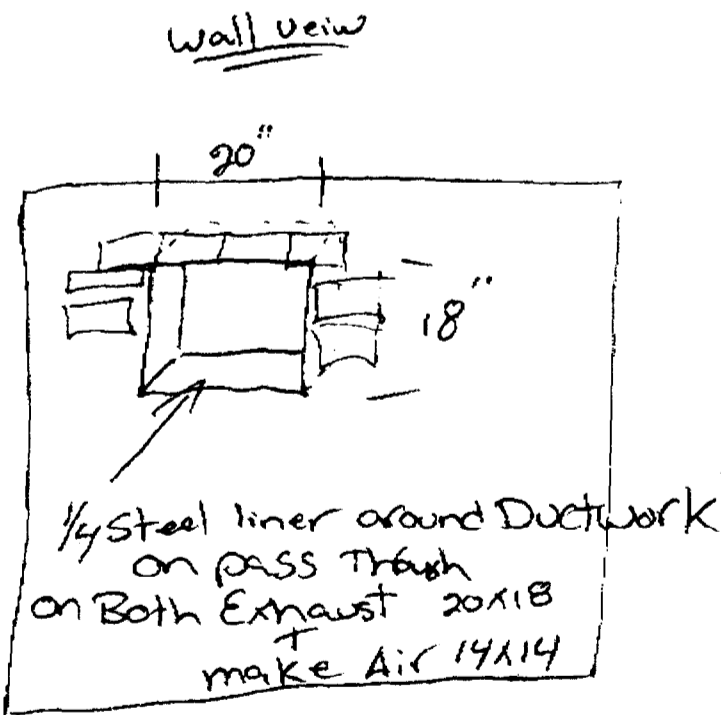 Wall veiw
20"
18"
1/4 Steel liner around Ductwork
on pass Through
on Both Exhaust 20x18
+
make Air 14x14